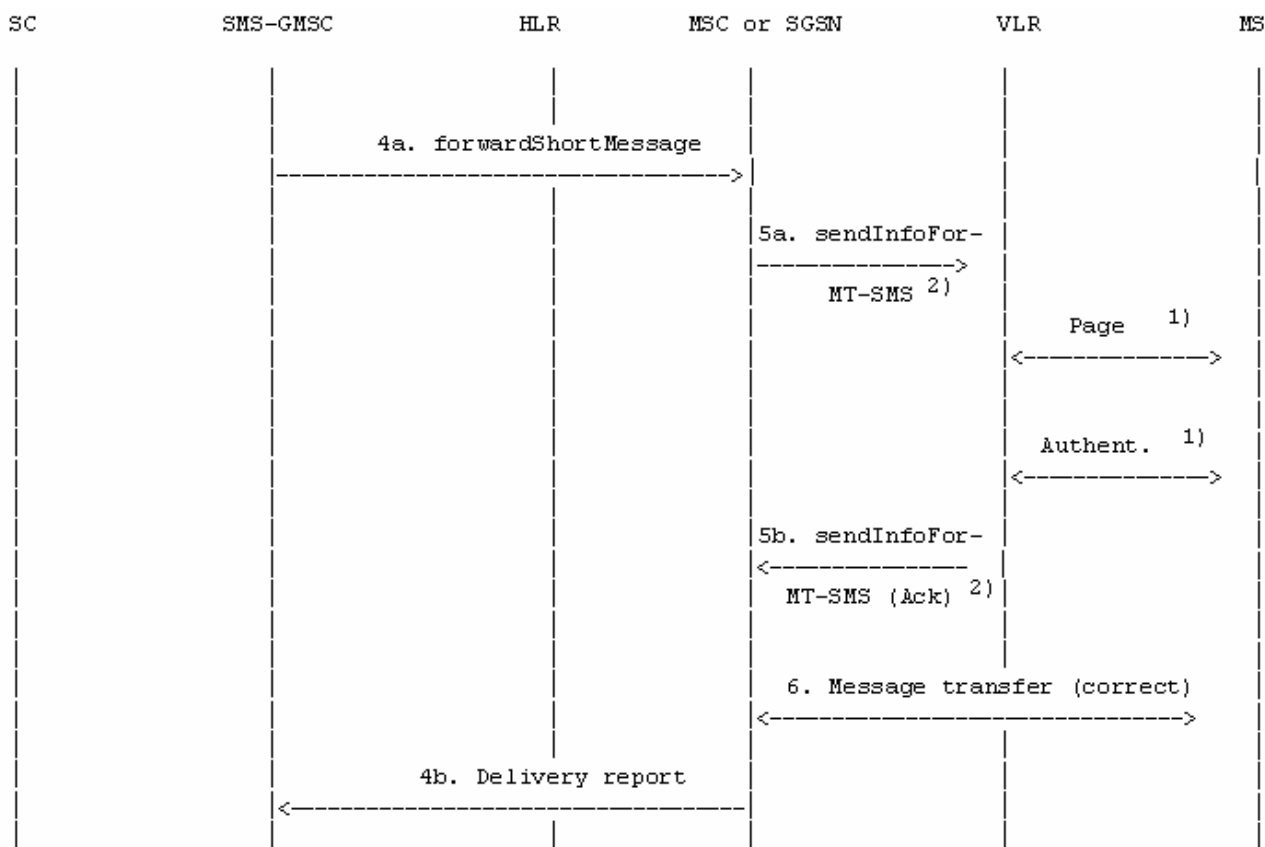 SC SMS-GMSC HLR MSC or SGSN VLR MS
4a. forwardShortMessage
5a. sendInfoFor-
MT-SMS 2)
Page 1)
Authent. 1)
5b. sendInfoFor-
MT-SMS (Ack) 2)
6. Message transfer (correct)
4b. Delivery report